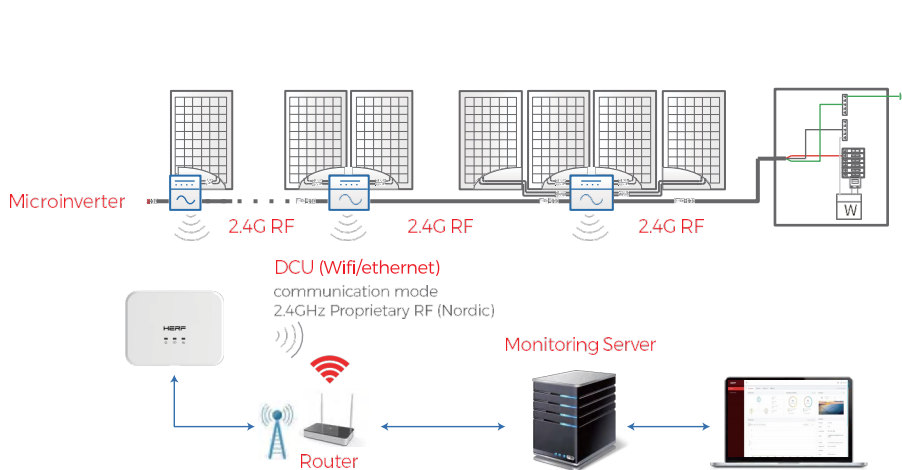 Microinverter
2.4G RF
2.4G RF
2.4G RF
W
DCU (Wifi/ethernet)
communication mode
2.4GHz Proprietary RF (Nordic)
HERF
Monitoring Server
Router